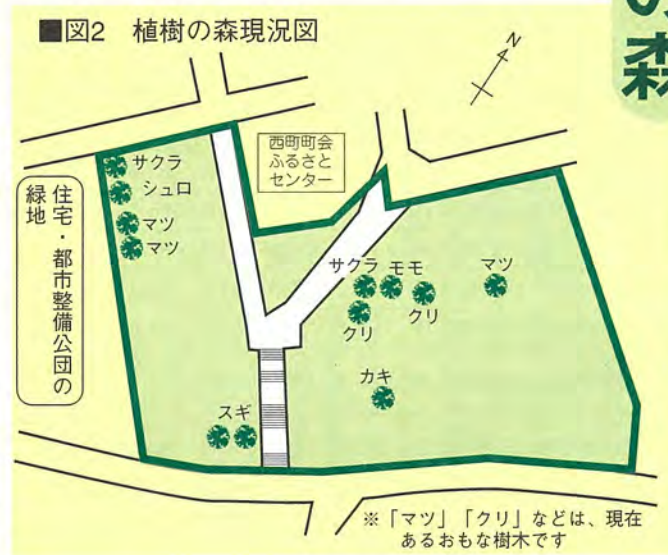 ■図2 植樹の森現況図
の
森
N
西町町会
ふるさと
センター
サクラ
シュロ
マツ
マツ
住宅・都市整備公団の
緑地
サクラ モモ
マツ
クリ
クリ
カキ
スギ
※「マツ」「クリ」などは、現在
あるおもな樹木です